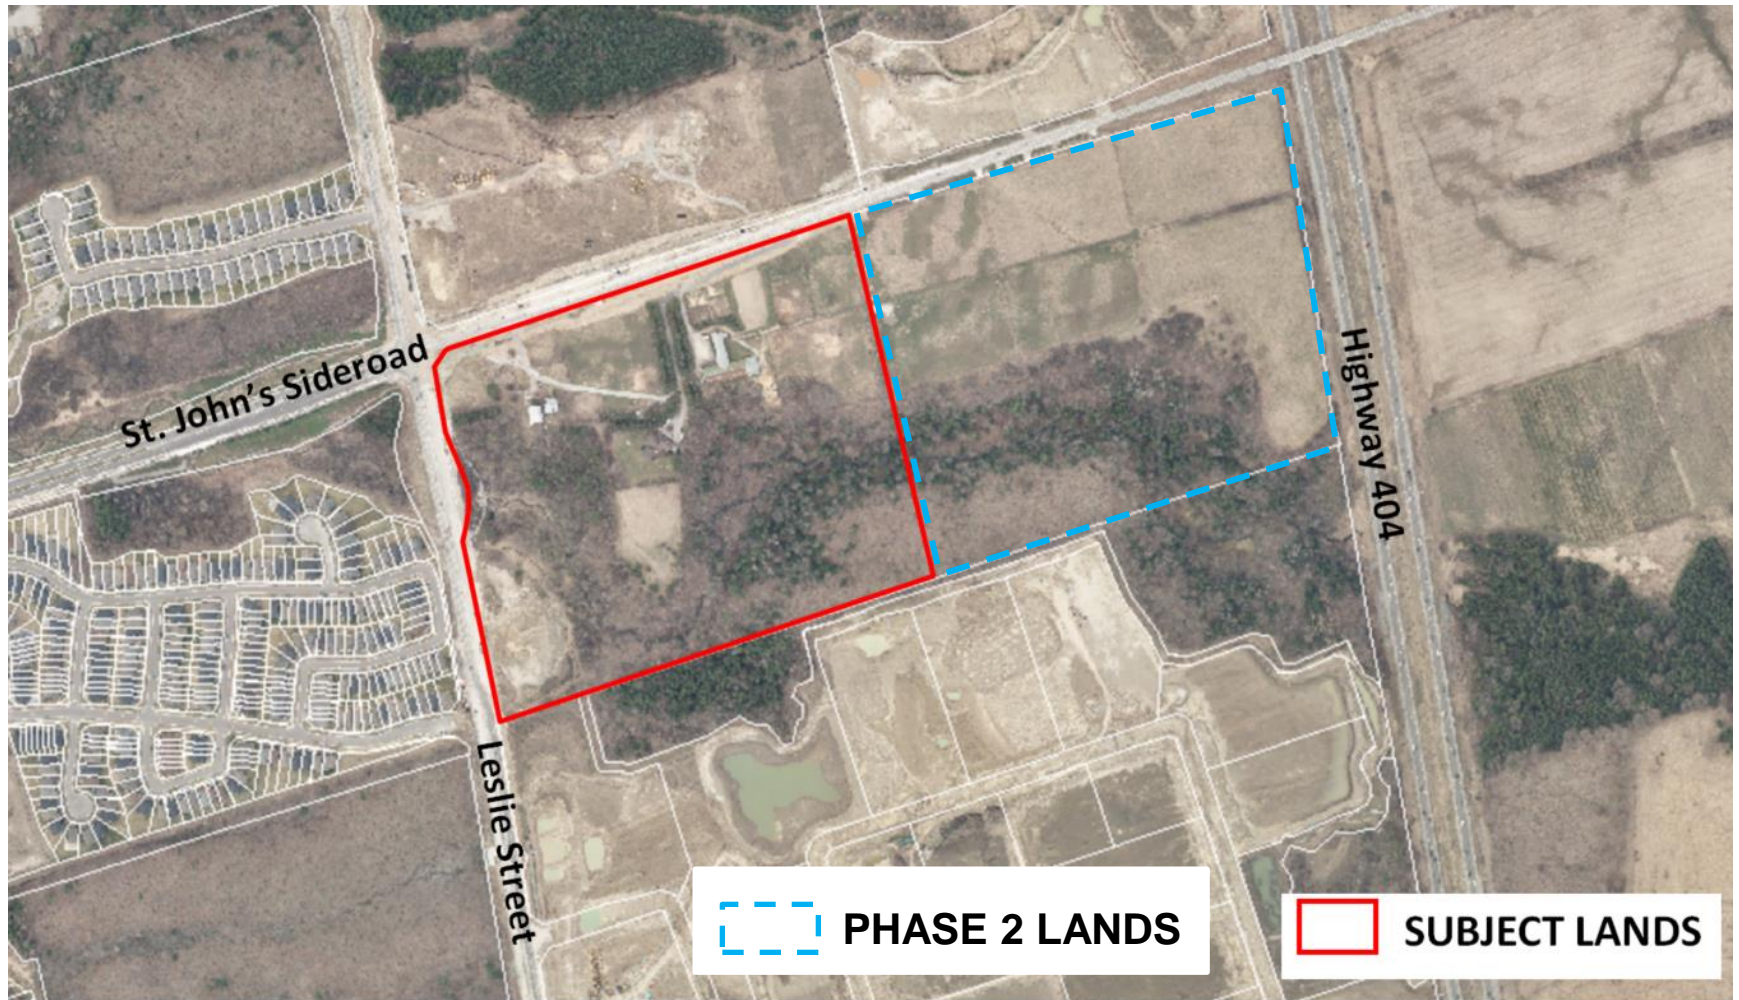 St. John's Sideroad
Highway 404
Leslie Street
PHASE 2 LANDS
SUBJECT LANDS